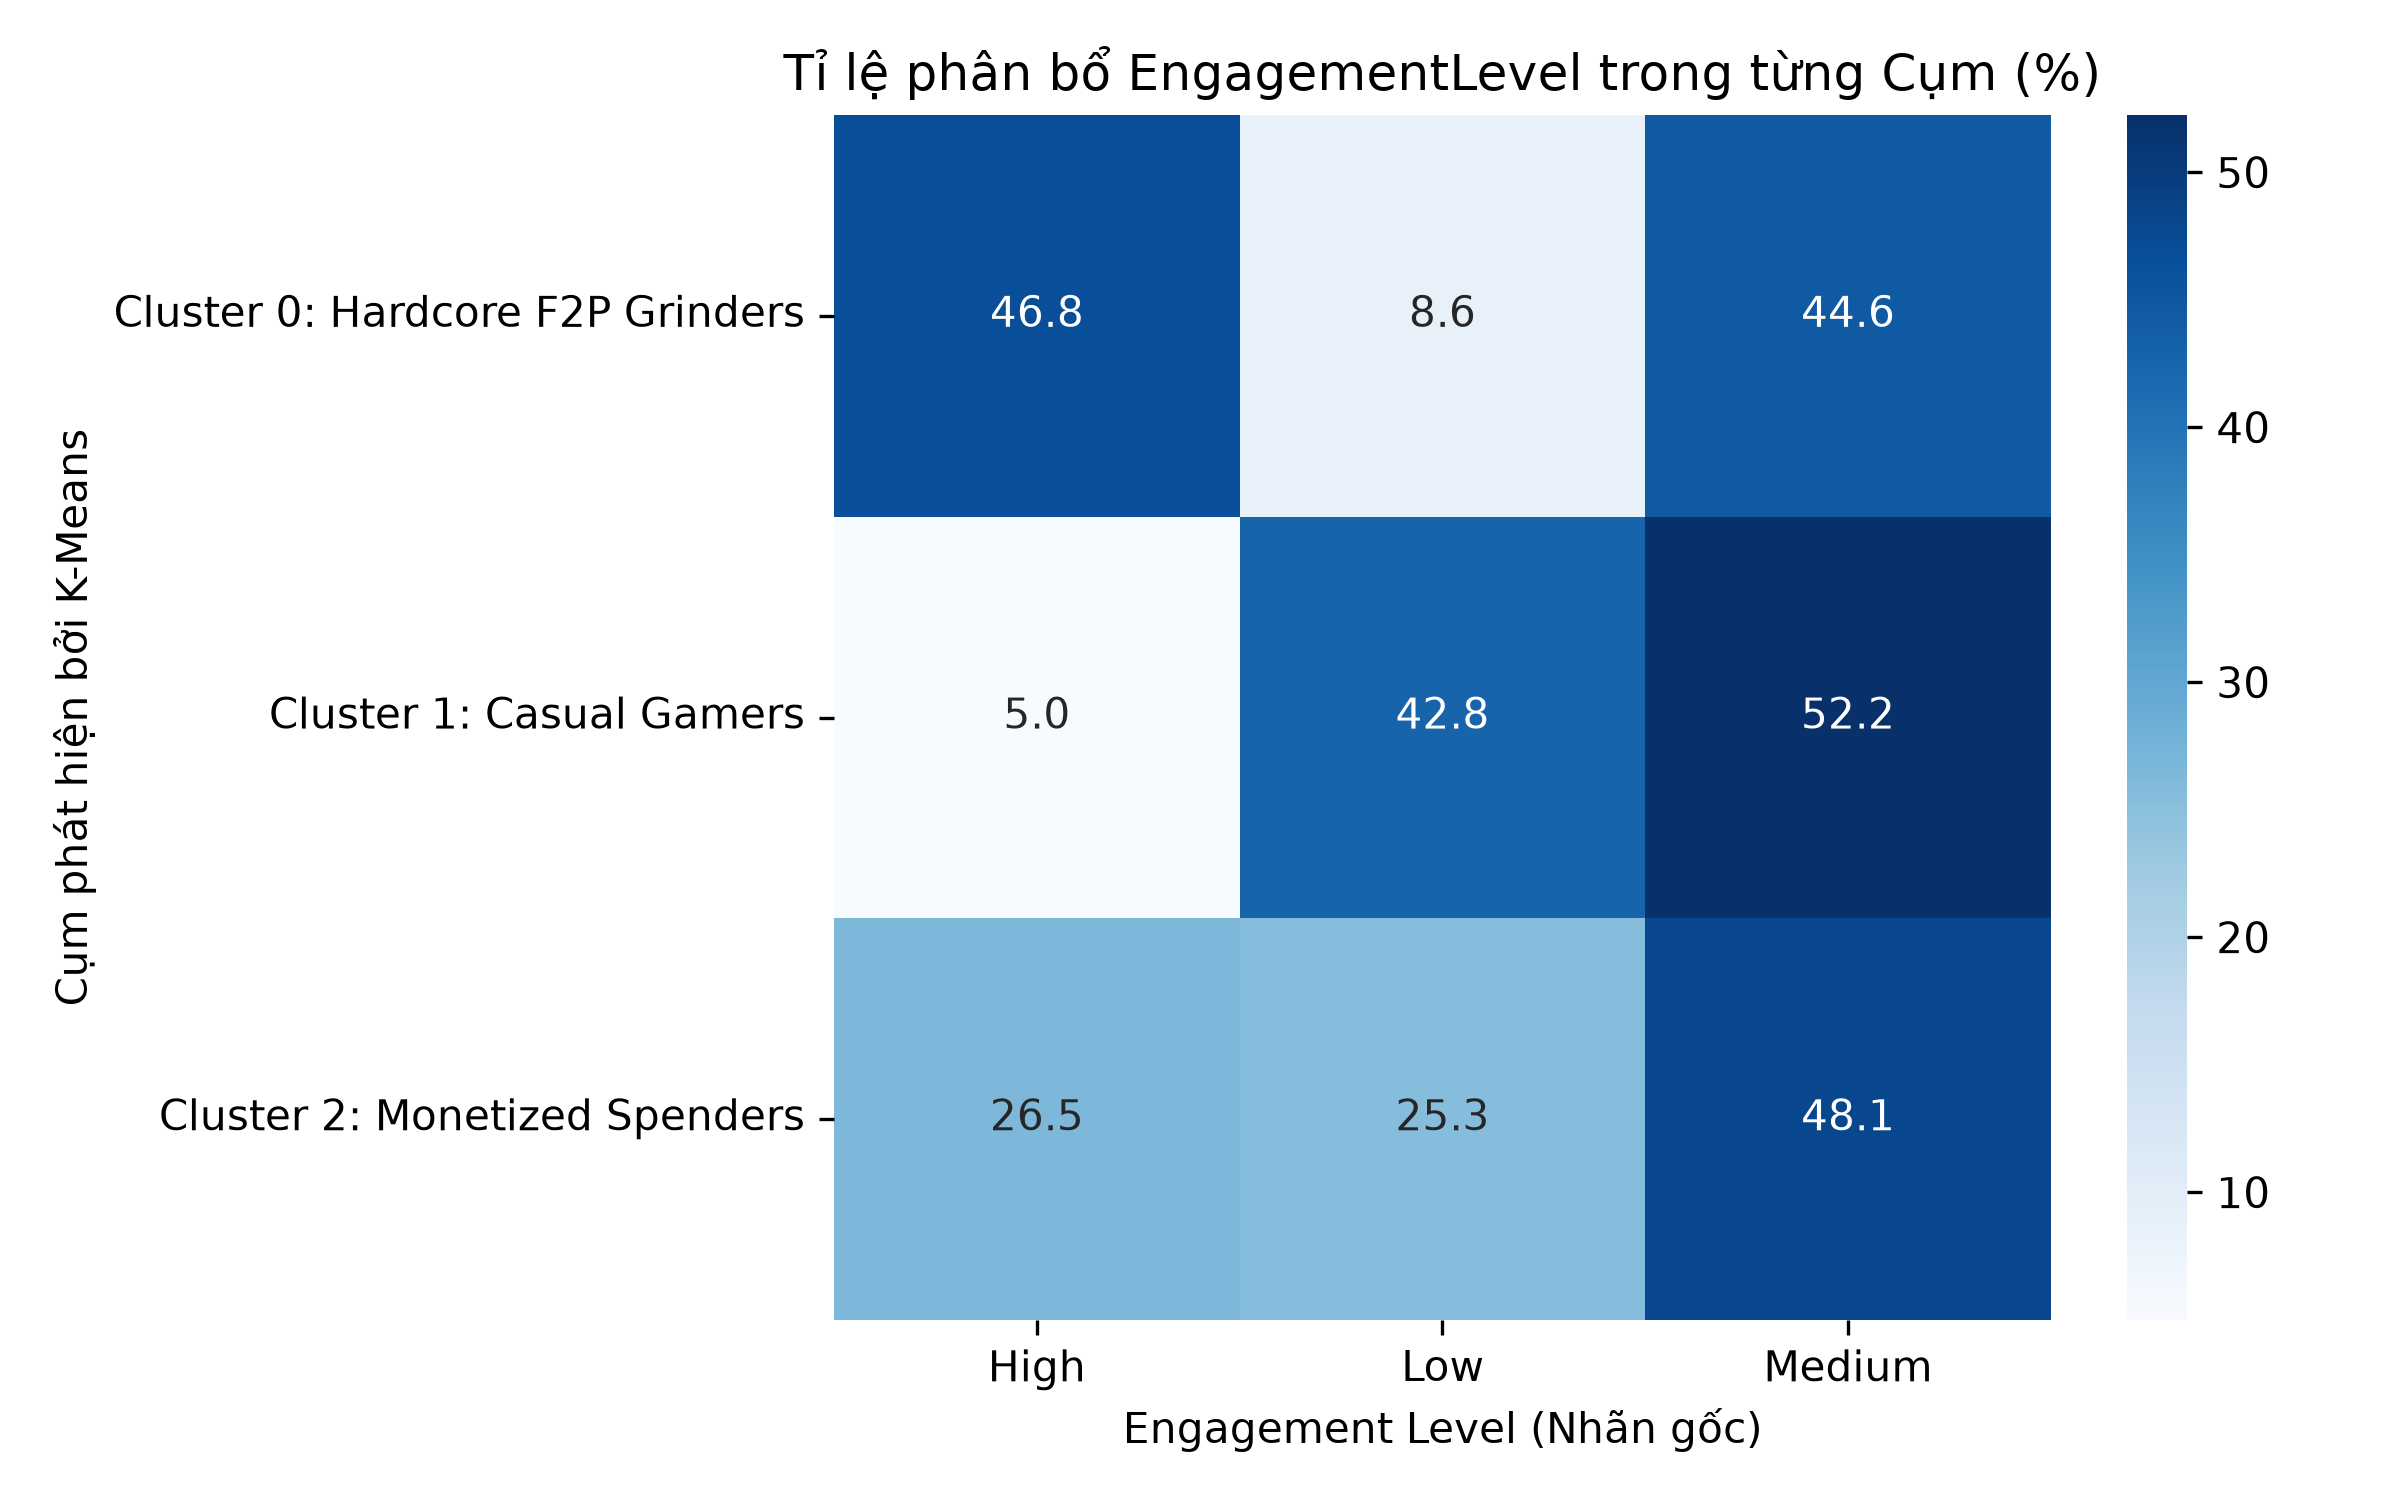 Tỉ lệ phân bổ EngagementLevel trong từng Cụm (%)
Cụm phát hiện bởi K-Means
Cluster 0: Hardcore F2P Grinders
46.8
8.6
44.6
Cluster 1: Casual Gamers
5.0
42.8
52.2
Cluster 2: Monetized Spenders
26.5
25.3
48.1
High
Low
Medium
Engagement Level (Nhãn gốc)
50
40
30
20
10